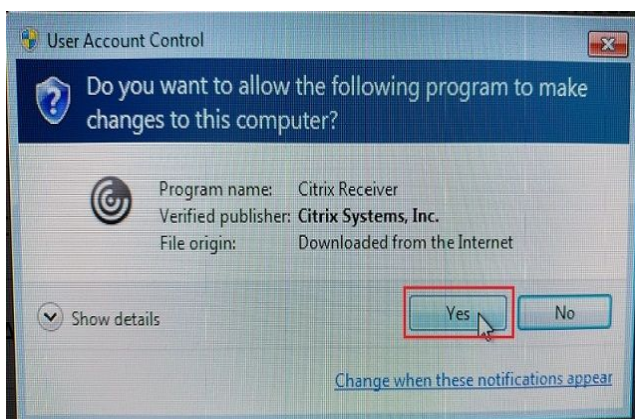 User Account Control
Do you want to allow the following program to make
changes to this computer?
Program name: Citrix Receiver
Verified publisher: Citrix Systems, Inc.
File origin: Downloaded from the Internet
Show details
Yes
No
Change when these notifications appear